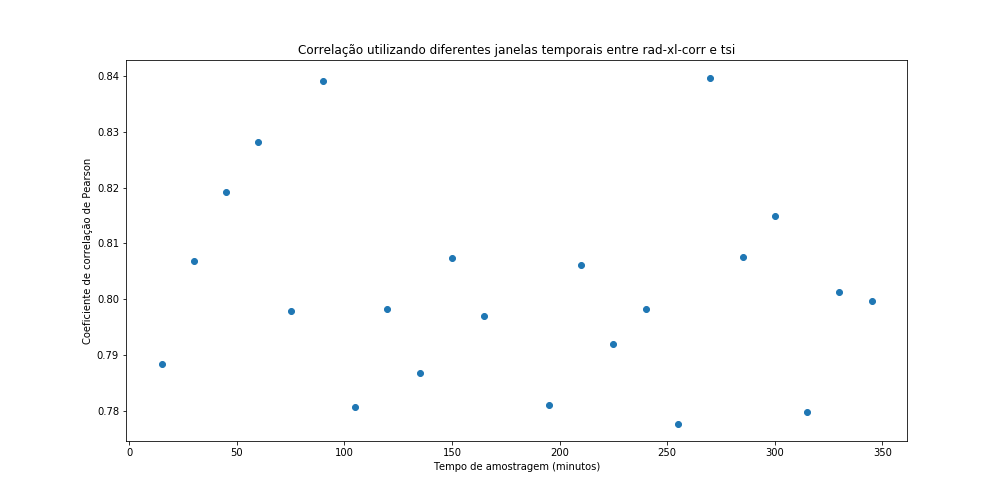 Correlação utilizando diferentes janelas temporais entre rad-xl-corr e tsi
0.84
0.83
0.82
0.81
0.80
0.79
0.78
Coeficiente de correlação de Pearson
0 50 100 150 200 250 300 350
Tempo de amostragem (minutos)